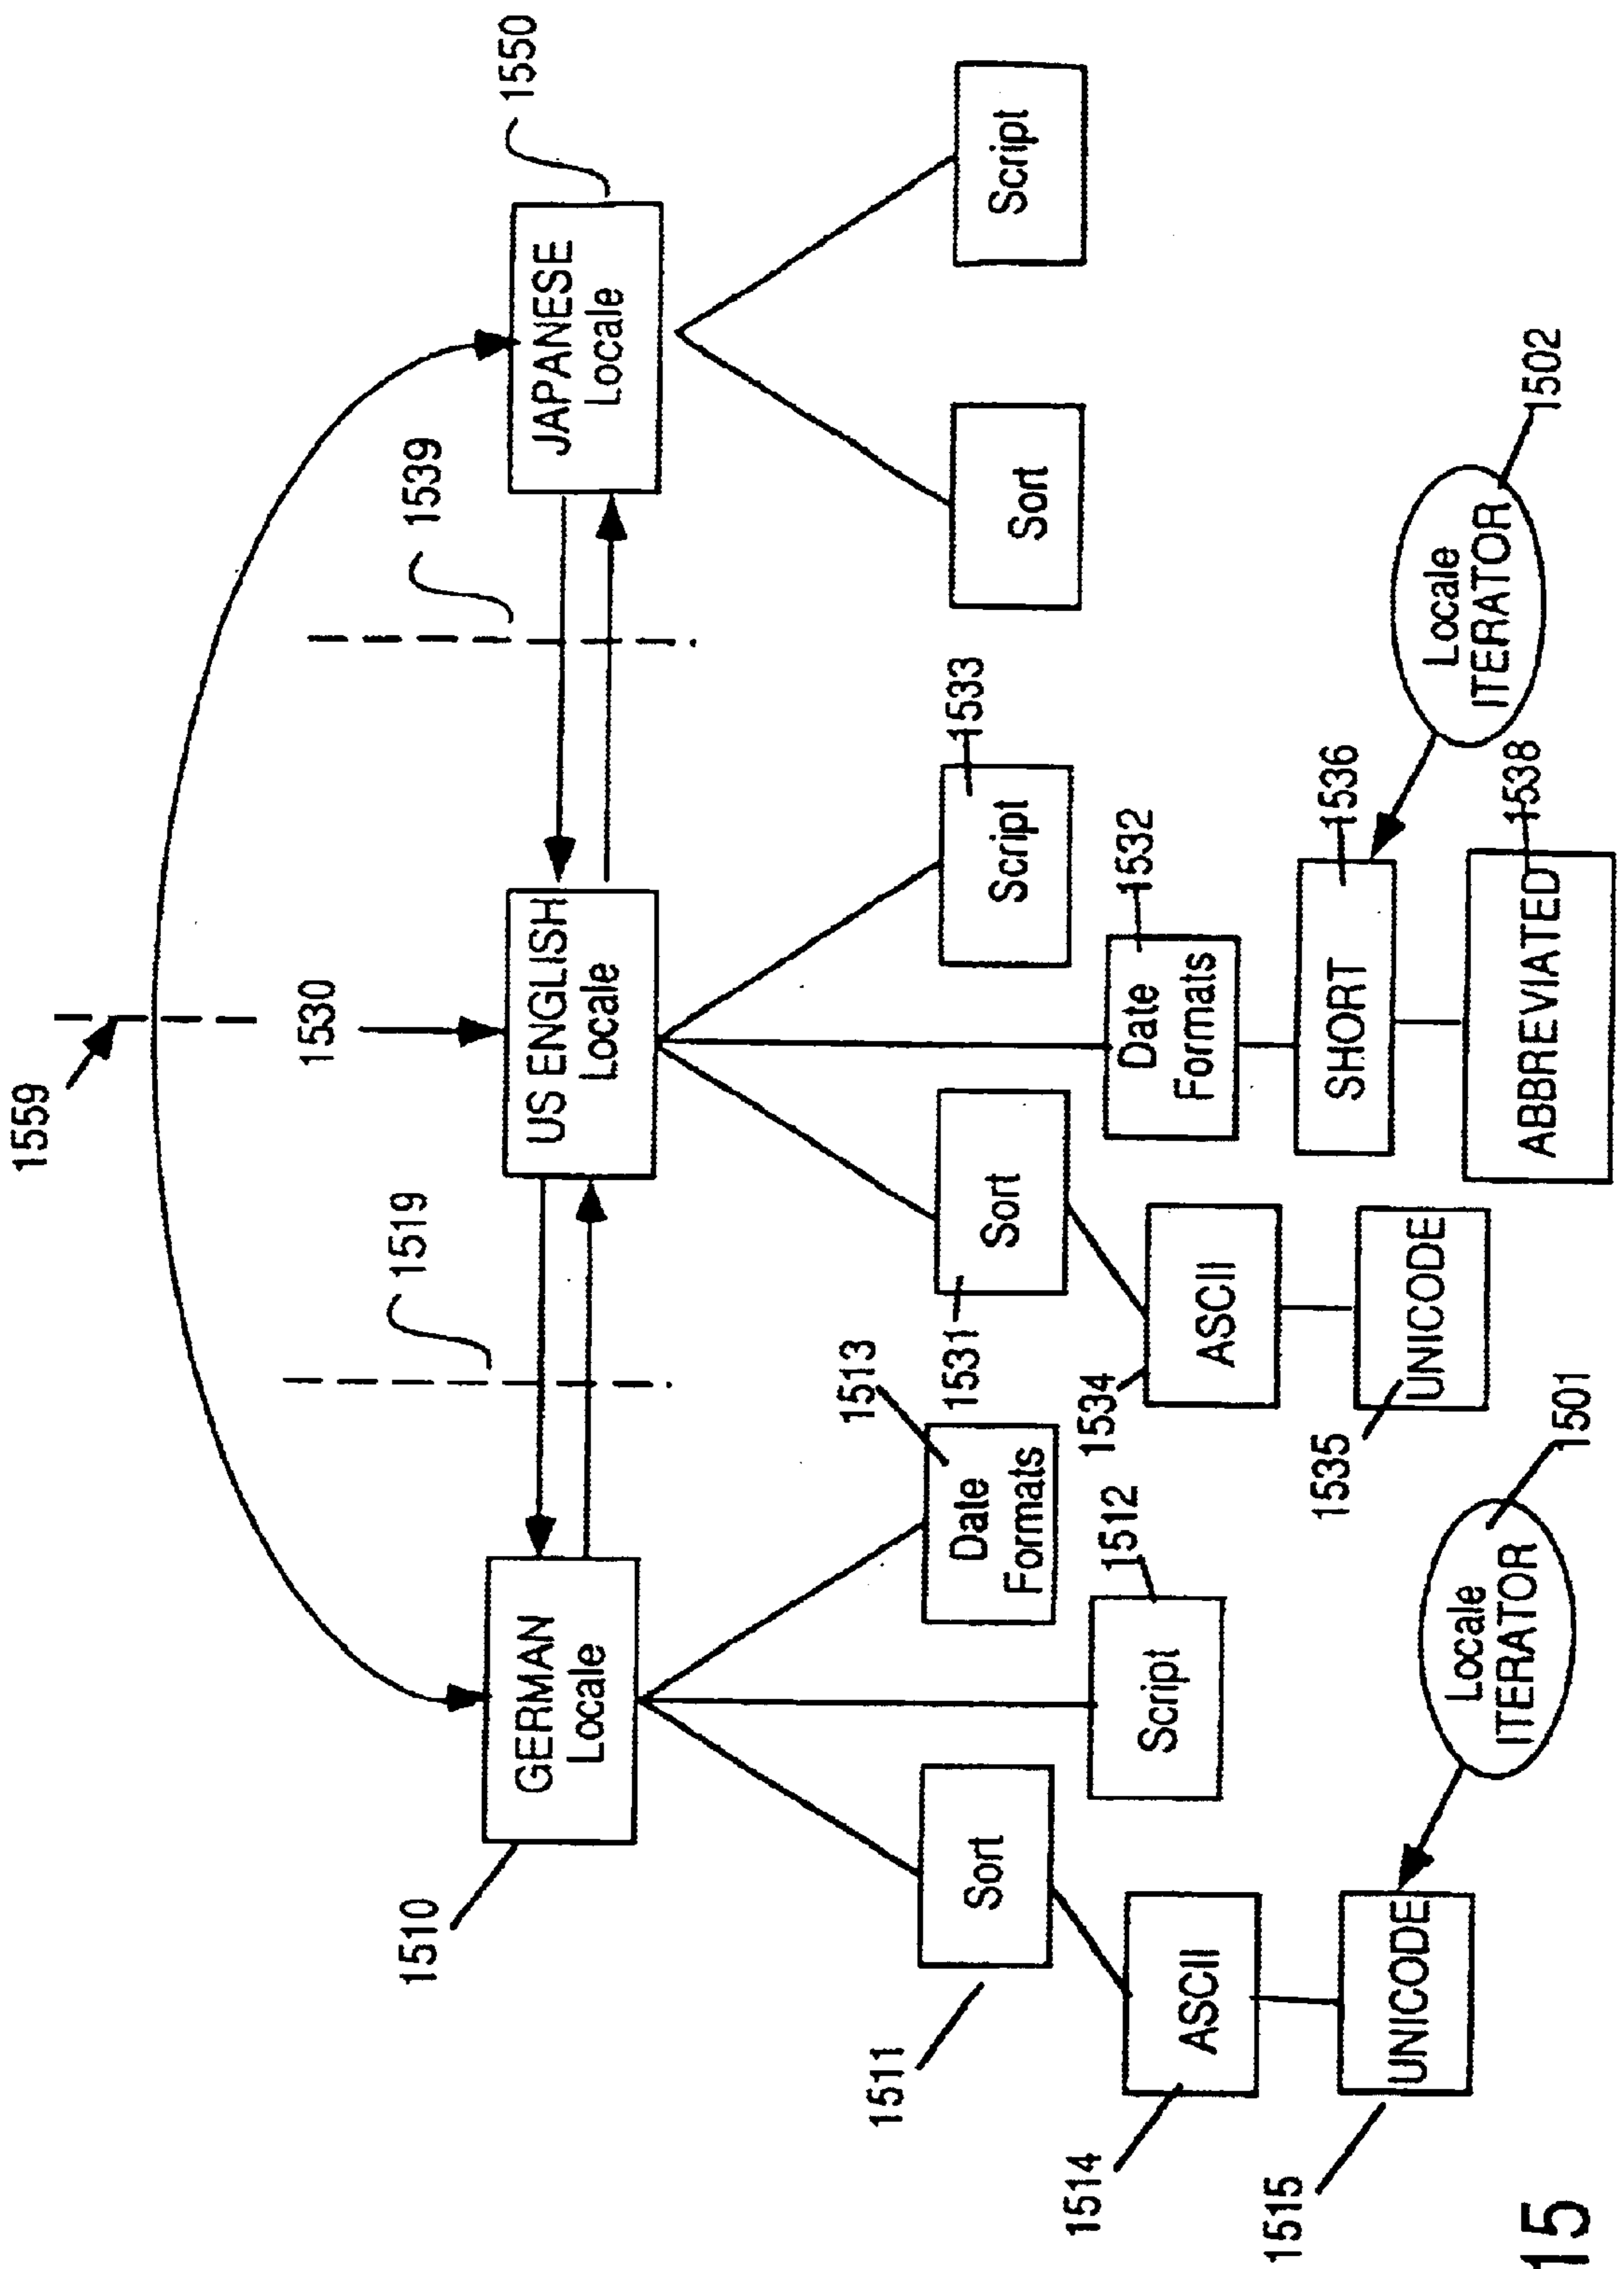 1559
1519
1530
1539
1550
1510
GERMAN
Locale
US ENGLISH
Locale
JAPANESE
Locale
1511
Sort
Date
Formats
1513
1531
Sort
Script
1533
Sort
Script
1514
ASCII
Script
1512
1534
ASCII
Date
Formats
1532
1515
UNICODE
Locale
ITERATOR
1501
1535
UNICODE
SHORT
1536
ABBREVIATED
1538
Locale
ITERATOR
1502
15